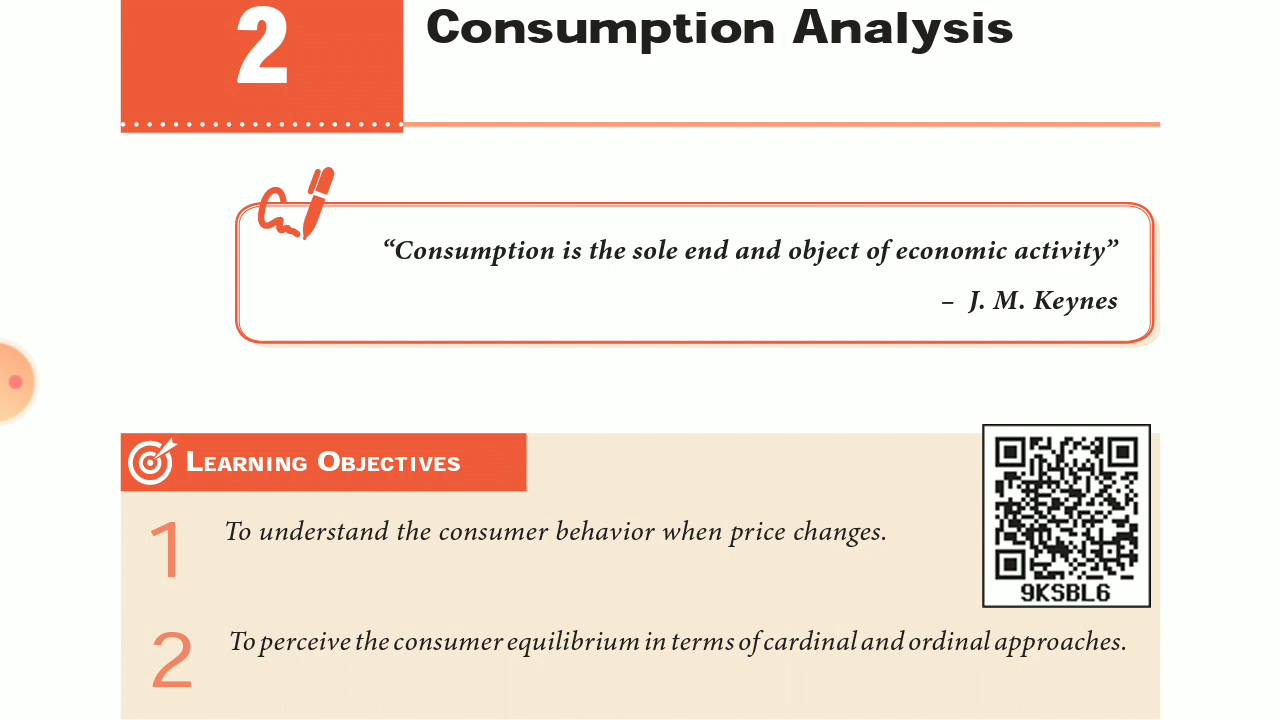 2
Consumption Analysis
“Consumption is the sole end and object of economic activity”
– J. M. Keynes
LEARNING OBJECTIVES
1 To understand the consumer behavior when price changes.
9KSBL6
2 To perceive the consumer equilibrium in terms of cardinal and ordinal approaches.